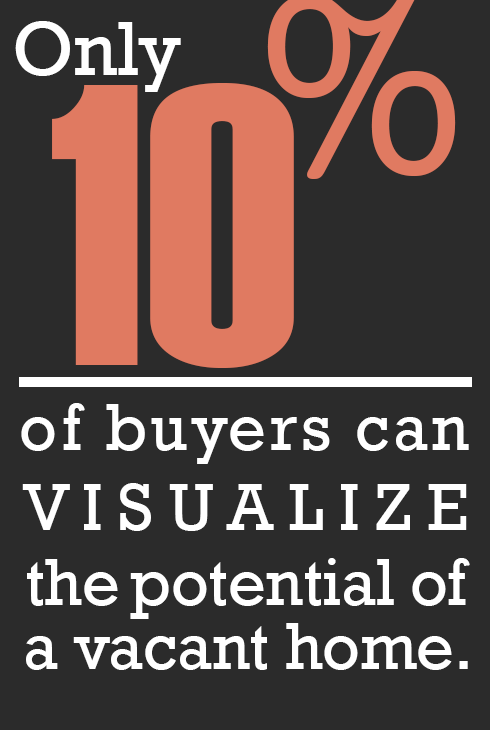 Only
10%
of buyers can
VISUALIZE
the potential of
a vacant home.